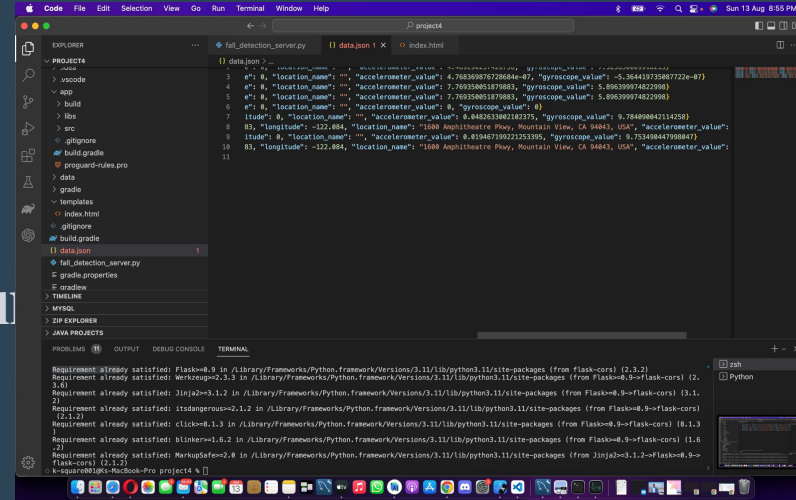 Code File Edit Selection View Go Run Terminal Window Help
Sun 13 Aug 8:55 PM
project4
EXPLORER
fall_detection_server.py
data.json 1
index.html
PROJECT4
{} data.json > ...
.vscode
app
build
libs
src
.gitignore
build.gradle
proguard-rules.pro
data
gradle
templates
index.html
.gitignore
build.gradle
{} data.json 1
fall_detection_server.py
gradle.properties
gradlew
TIMELINE
MYSQL
ZIP EXPLORER
JAVA PROJECTS
3 e": 0, "location_name": "", "accelerometer_value": 4.768369876728684e-07, "gyroscope_value": -5.364419735087722e-07}
4 e": 0, "location_name": "", "accelerometer_value": 7.769350051879883, "gyroscope_value": 5.896399974822998}
5 e": 0, "location_name": "", "accelerometer_value": 7.769350051879883, "gyroscope_value": 5.896399974822998}
6 e": 0, "location_name": "", "accelerometer_value": 0, "gyroscope_value": 0}
7 itude": 0, "location_name": "", "accelerometer_value": 0.0482633002102375, "gyroscope_value": 9.784090042114258}
8 83, "longitude": -122.084, "location_name": "1600 Amphitheatre Pkwy, Mountain View, CA 94043, USA", "accelerometer_value":
9 itude": 0, "location_name": "", "accelerometer_value": 0.019467199221253395, "gyroscope_value": 9.753490447998047}
10 83, "longitude": -122.084, "location_name": "1600 Amphitheatre Pkwy, Mountain View, CA 94043, USA", "accelerometer_value":
11
PROBLEMS 11 OUTPUT DEBUG CONSOLE TERMINAL
Requirement already satisfied: Flask>=0.9 in /Library/Frameworks/Python.framework/Versions/3.11/lib/python3.11/site-packages (from flask-cors) (2.3.2)
Requirement already satisfied: Werkzeug>=2.3.3 in /Library/Frameworks/Python.framework/Versions/3.11/lib/python3.11/site-packages (from Flask>=0.9->flask-cors) (2.
3.6)
Requirement already satisfied: Jinja2>=3.1.2 in /Library/Frameworks/Python.framework/Versions/3.11/lib/python3.11/site-packages (from Flask>=0.9->flask-cors) (3.1.
2)
Requirement already satisfied: itsdangerous>=2.1.2 in /Library/Frameworks/Python.framework/Versions/3.11/lib/python3.11/site-packages (from Flask>=0.9->flask-cors)
(2.1.2)
Requirement already satisfied: click>=8.1.3 in /Library/Frameworks/Python.framework/Versions/3.11/lib/python3.11/site-packages (from Flask>=0.9->flask-cors) (8.1.3
)
Requirement already satisfied: blinker>=1.6.2 in /Library/Frameworks/Python.framework/Versions/3.11/lib/python3.11/site-packages (from Flask>=0.9->flask-cors) (1.6
.2)
Requirement already satisfied: MarkupSafe>=2.0 in /Library/Frameworks/Python.framework/Versions/3.11/lib/python3.11/site-packages (from Jinja2>=3.1.2->Flask>=0.9->
flask-cors) (2.1.2)
k-square001@Ks-MacBook-Pro project4 %
zsh
Python